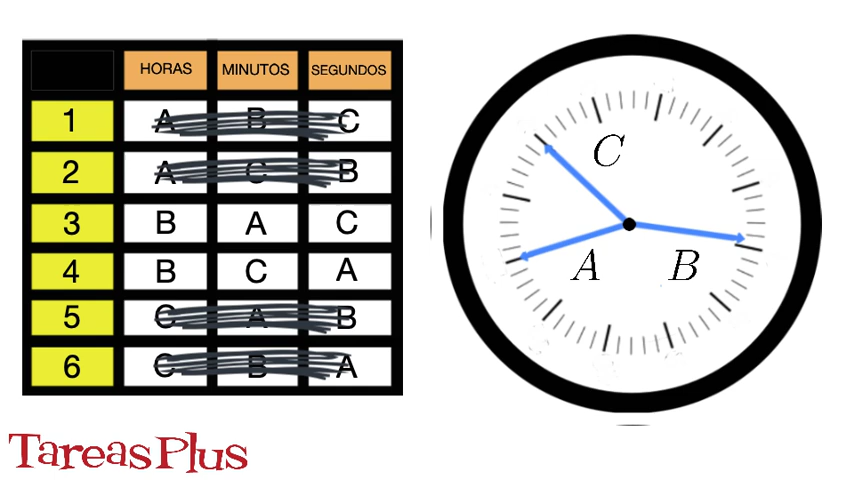 HORAS MINUTOS SEGUNDOS
1 A B C
2 A C B
3 B A C
4 B C A
5 C A B
6 C B A
C
A B
TareasPlus